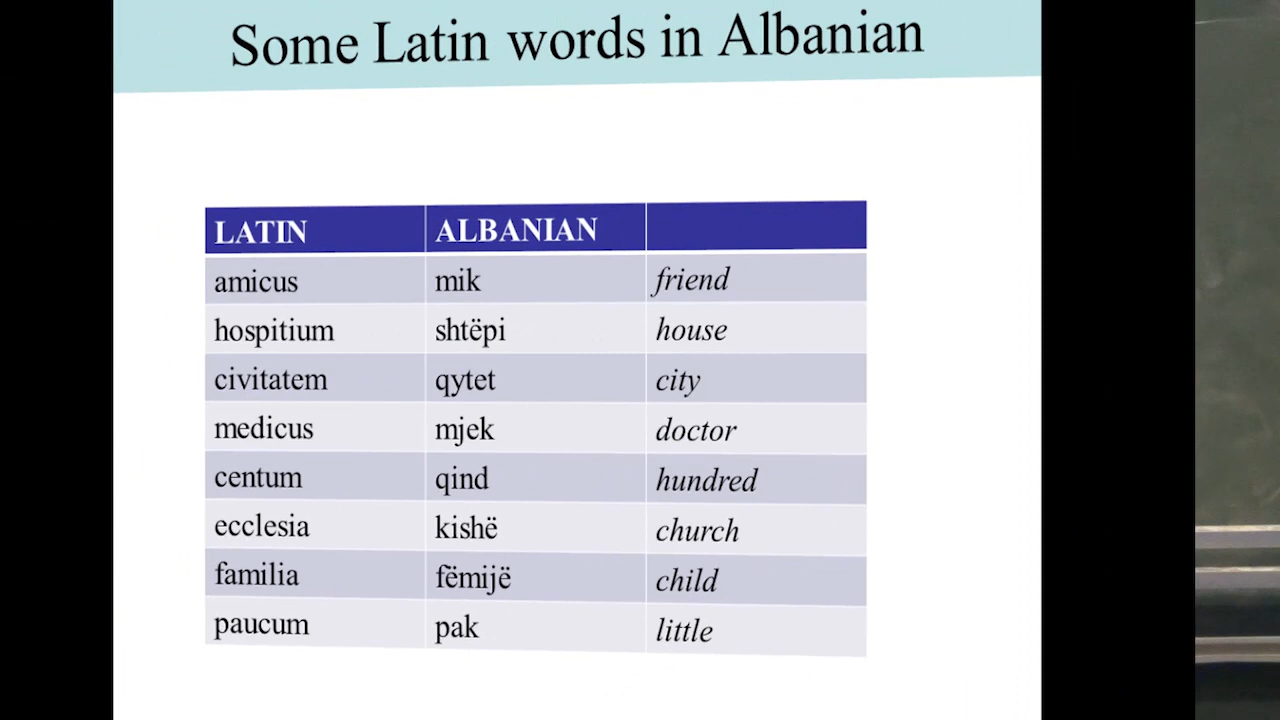 Some Latin words in Albanian
LATIN ALBANIAN
amicus mik friend
hospitium shtëpi house
civitatem qytet city
medicus mjek doctor
centum qind hundred
ecclesia kishë church
familia fëmijë child
paucum pak little